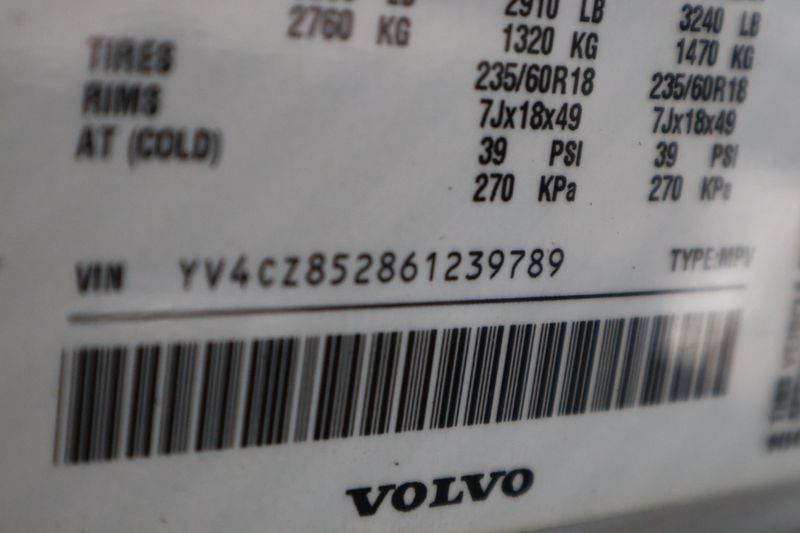 2910 LB 3240 LB
2760 KG 1320 KG 1470 KG
TIRES 235/60R18 235/60R18
RIMS 7Jx18x49 7Jx18x49
AT (COLD) 39 PSI 39 PSI
270 KPa 270 KPa
VIN YV4CZ852861239789 TYPE:MPV
VOLVO